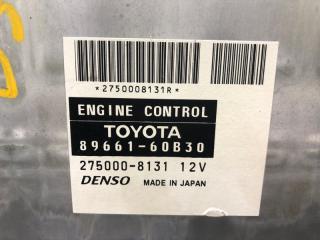 *2750008131R*
ENGINE CONTROL
TOYOTA
89661-60B30
275000-8131 12V
DENSO MADE IN JAPAN